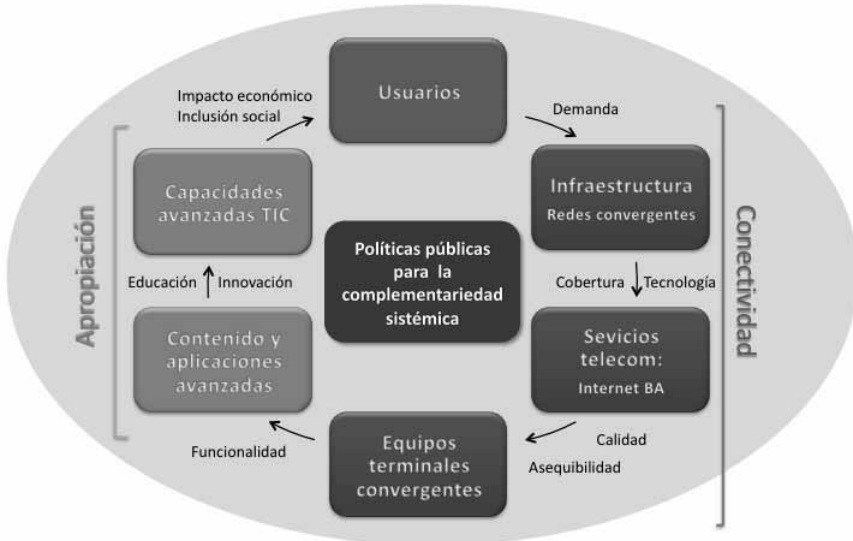 Usuarios
Impacto económico
Inclusión social
Demanda
Capacidades
avanzadas TIC
Infraestructura
Redes convergentes
Apropiación
Conectividad
Políticas públicas
para la
complementariedad
sistémica
Educación
Innovación
Cobertura
Tecnología
Contenido y
aplicaciones
avanzadas
Sevicios
telecom:
Internet BA
Funcionalidad
Equipos
terminales
convergentes
Calidad
Asequibilidad